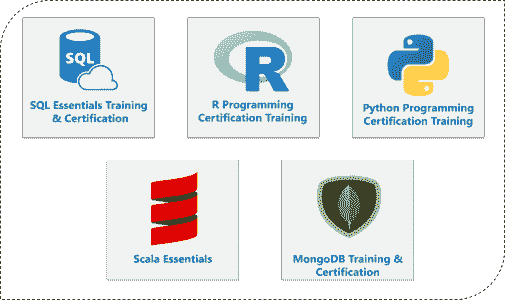 SQL
SQL Essentials Training
& Certification
R
R Programming
Certification Training
Python Programming
Certification Training
Scala Essentials
MongoDB Training &
Certification